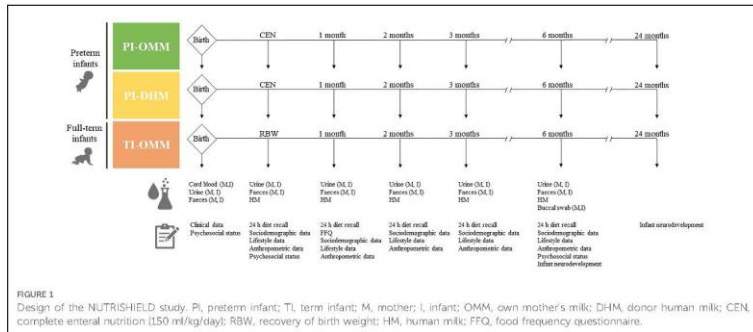 Preterm
infants
PI-OMM
Birth
CEN
1 month
2 months
3 months
6 months
24 months
PI-DHM
Birth
CEN
1 month
2 months
3 months
6 months
24 months
Full-term
infants
TI-OMM
Birth
RBW
1 month
2 months
3 months
6 months
24 months
Cord blood (M,I)
Urine (M, I)
Faeces (M, I)
Urine (M, I)
Faeces (M, I)
HM
Urine (M, I)
Faeces (M, I)
HM
Urine (M, I)
Faeces (M, I)
HM
Urine (M, I)
Faeces (M, I)
HM
Urine (M, I)
Faeces (M, I)
HM
Buccal swab (M,I)
Clinical data
Psychosocial status
24 h diet recall
Sociodemographic data
Lifestyle data
Anthropometric data
Psychosocial status
24 h diet recall
FFQ
Sociodemographic data
Lifestyle data
Anthropometric data
24 h diet recall
Sociodemographic data
Lifestyle data
Anthropometric data
24 h diet recall
Sociodemographic data
Lifestyle data
Anthropometric data
24 h diet recall
Sociodemographic data
Lifestyle data
Anthropometric data
Psychosocial status
Infant neurodevelopment
Infant neurodevelopment
FIGURE 1
Design of the NUTRISHIELD study. PI, preterm infant; TI, term infant; M, mother; I, infant; OMM, own mother's milk; DHM, donor human milk; CEN,
complete enteral nutrition (150 ml/kg/day); RBW, recovery of birth weight; HM, human milk; FFQ, food frequency questionnaire.